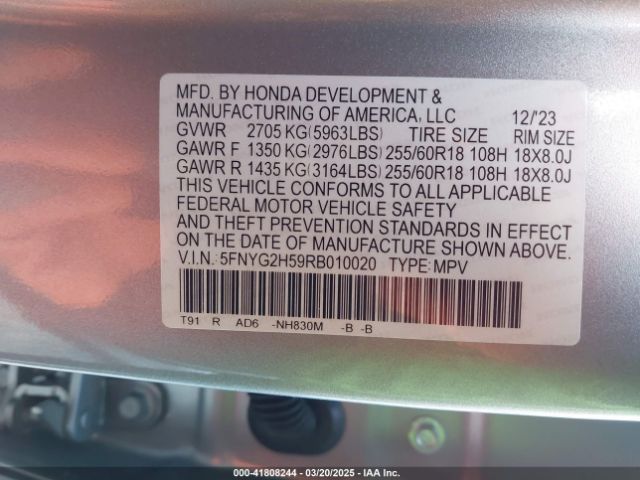 MFD. BY HONDA DEVELOPMENT &
MANUFACTURING OF AMERICA, LLC 12/'23
GVWR 2705 KG(5963LBS) TIRE SIZE RIM SIZE
GAWR F 1350 KG(2976LBS) 255/60R18 108H 18X8.0J
GAWR R 1435 KG(3164LBS) 255/60R18 108H 18X8.0J
THIS VEHICLE CONFORMS TO ALL APPLICABLE
FEDERAL MOTOR VEHICLE SAFETY
AND THEFT PREVENTION STANDARDS IN EFFECT
ON THE DATE OF MANUFACTURE SHOWN ABOVE.
V.I.N.: 5FNYG2H59RB010020 TYPE: MPV
T91 R AD6 -NH830M -B -B
000-41808244 - 03/20/2025 - IAA Inc.